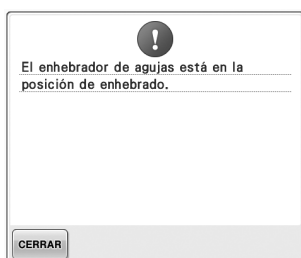 El enhebrador de agujas está en la
posición de enhebrado.
CERRAR